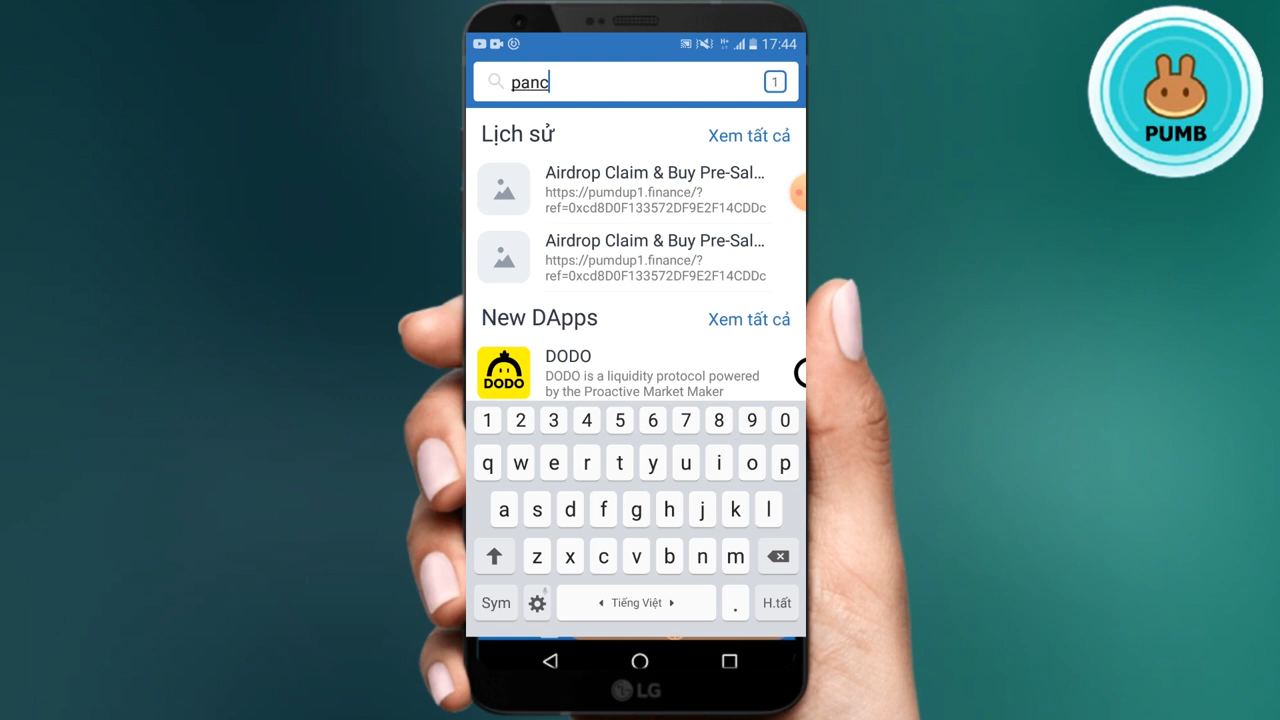 17:44
panc
1
Lịch sử
Xem tất cả
Airdrop Claim & Buy Pre-Sal...
https://pumdup1.finance/?
ref=0xcd8D0F133572DF9E2F14CDDc
Airdrop Claim & Buy Pre-Sal...
https://pumdup1.finance/?
ref=0xcd8D0F133572DF9E2F14CDDc
New DApps
Xem tất cả
DODO
DODO
DODO is a liquidity protocol powered
by the Proactive Market Maker
1 2 3 4 5 6 7 8 9 0
q w e r t y u i o p
a s d f g h j k l
z x c v b n m
Sym
Tiếng Việt
.
H.tất
LG
PUMB